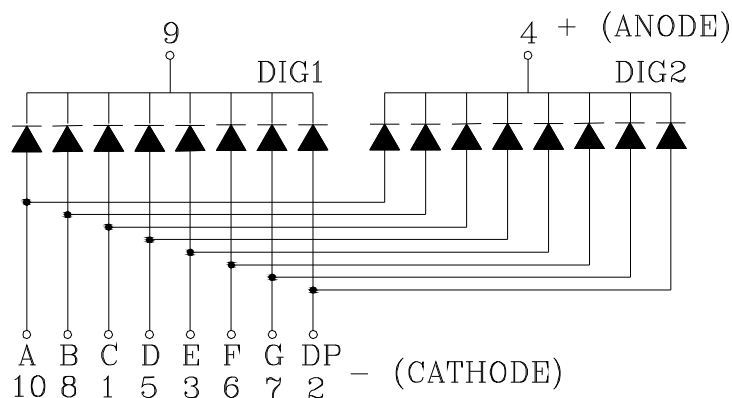 9 4 + (ANODE)
DIG1 DIG2
A B C D E F G DP
10 8 1 5 3 6 7 2 - (CATHODE)